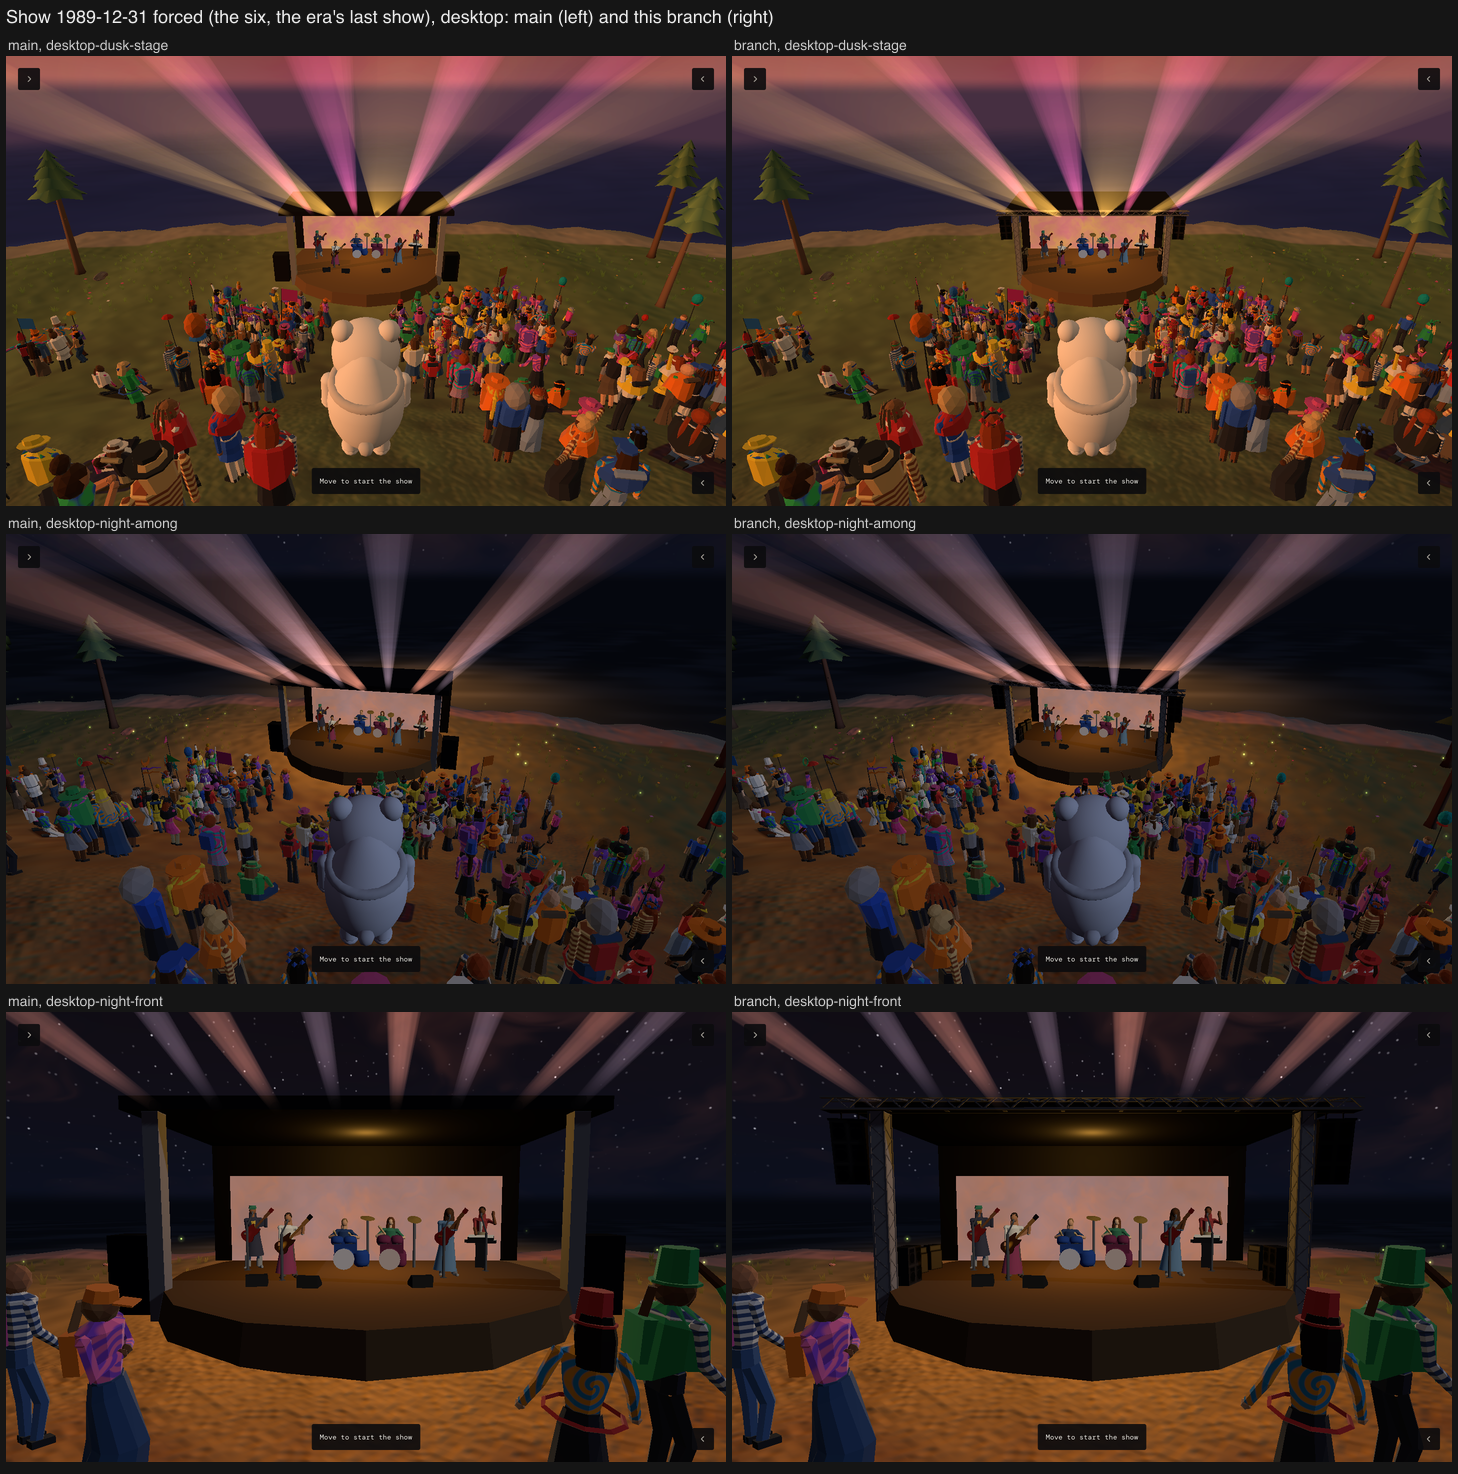 Show 1989-12-31 forced (the six, the era's last show), desktop: main (left) and this branch (right)
main, desktop-dusk-stage
branch, desktop-dusk-stage
Move to start the show
Move to start the show
main, desktop-night-among
branch, desktop-night-among
Move to start the show
Move to start the show
main, desktop-night-front
branch, desktop-night-front
Move to start the show
Move to start the show